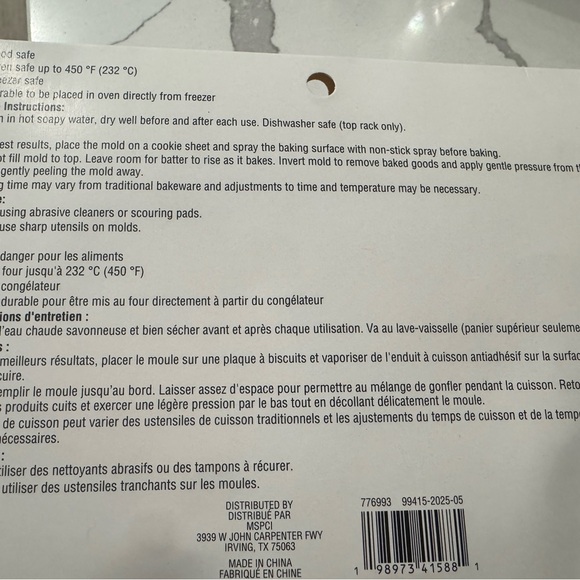 od safe
en safe up to 450 °F (232 °C)
eezer safe
rable to be placed in oven directly from freezer
Instructions:
n in hot soapy water, dry well before and after each use. Dishwasher safe (top rack only).
est results, place the mold on a cookie sheet and spray the baking surface with non-stick spray before baking.
ot fill mold to top. Leave room for batter to rise as it bakes. Invert mold to remove baked goods and apply gentle pressure from t
gently peeling the mold away.
g time may vary from traditional bakeware and adjustments to time and temperature may be necessary.
e:
using abrasive cleaners or scouring pads.
use sharp utensils on molds.
danger pour les aliments
four jusqu'à 232 °C (450 °F)
congélateur
durable pour être mis au four directement à partir du congélateur
ions d'entretien :
l'eau chaude savonneuse et bien sécher avant et après chaque utilisation. Va au lave-vaisselle (panier supérieur seuleme
s :
meilleurs résultats, placer le moule sur une plaque à biscuits et vaporiser de l'enduit à cuisson antiadhésif sur la surfac
cuire.
emplir le moule jusqu'au bord. Laisser assez d'espace pour permettre au mélange de gonfler pendant la cuisson. Reto
s produits cuits et exercer une légère pression par le bas tout en décollant délicatement le moule.
de cuisson peut varier des ustensiles de cuisson traditionnels et les ajustements du temps de cuisson et de la temp
nécessaires.
:
tiliser des nettoyants abrasifs ou des tampons à récurer.
utiliser des ustensiles tranchants sur les moules.
DISTRIBUTED BY
DISTRIBUÉ PAR
MSPCI
3939 W JOHN CARPENTER FWY
IRVING, TX 75063
MADE IN CHINA
FABRIQUÉ EN CHINE
776993 99415-2025-05
1 98973 41588 1